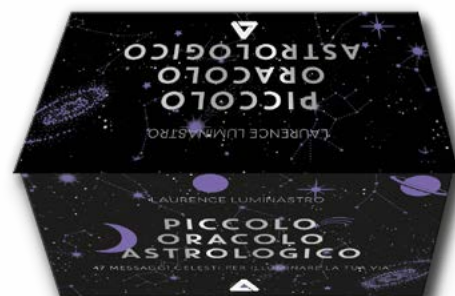 PICCOLO
ORACOLO
ASTROLOGICO
LAURENCE LUMINASTRO
LAURENCE LUMINASTRO
PICCOLO
ORACOLO
ASTROLOGICO
47 MESSAGGI CELESTI PER ILLUMINARE LA TUA VIA